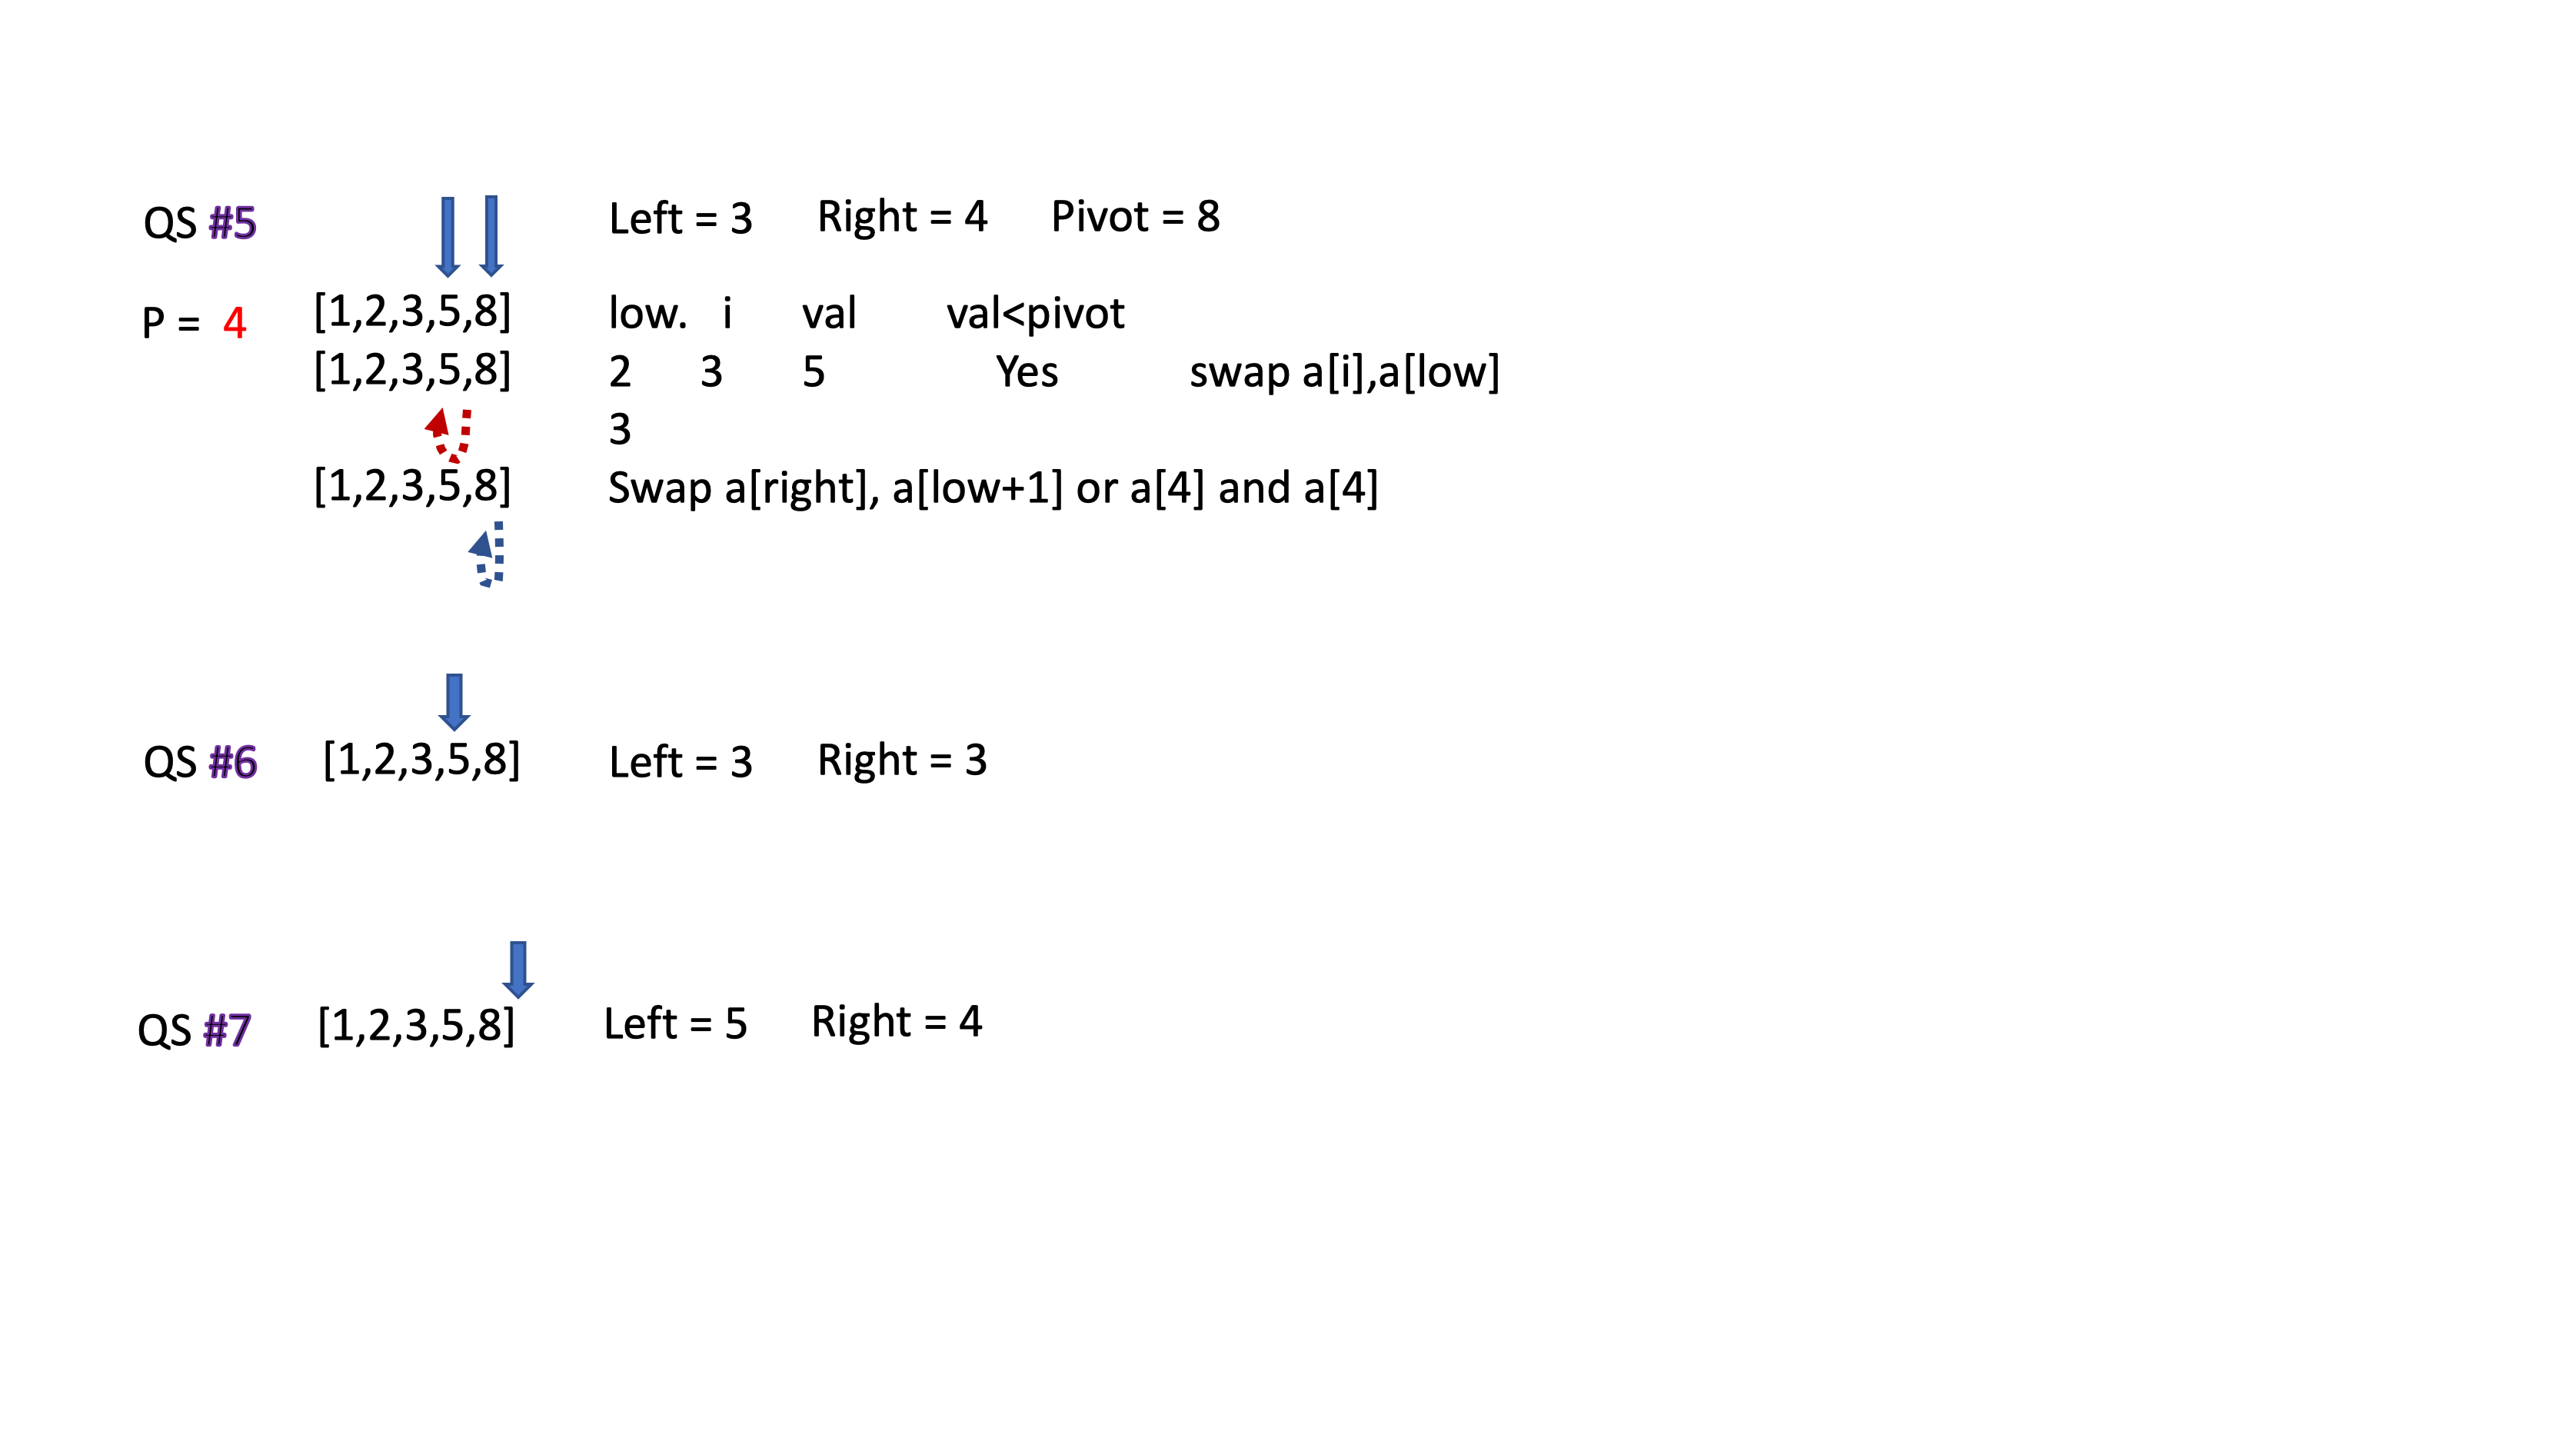 QS #5 Left = 3 Right = 4 Pivot = 8
P = 4 [1,2,3,5,8] low. i val val<pivot
[1,2,3,5,8] 2 3 5 Yes swap a[i],a[low]
3
[1,2,3,5,8] Swap a[right], a[low+1] or a[4] and a[4]
QS #6 [1,2,3,5,8] Left = 3 Right = 3
QS #7 [1,2,3,5,8] Left = 5 Right = 4